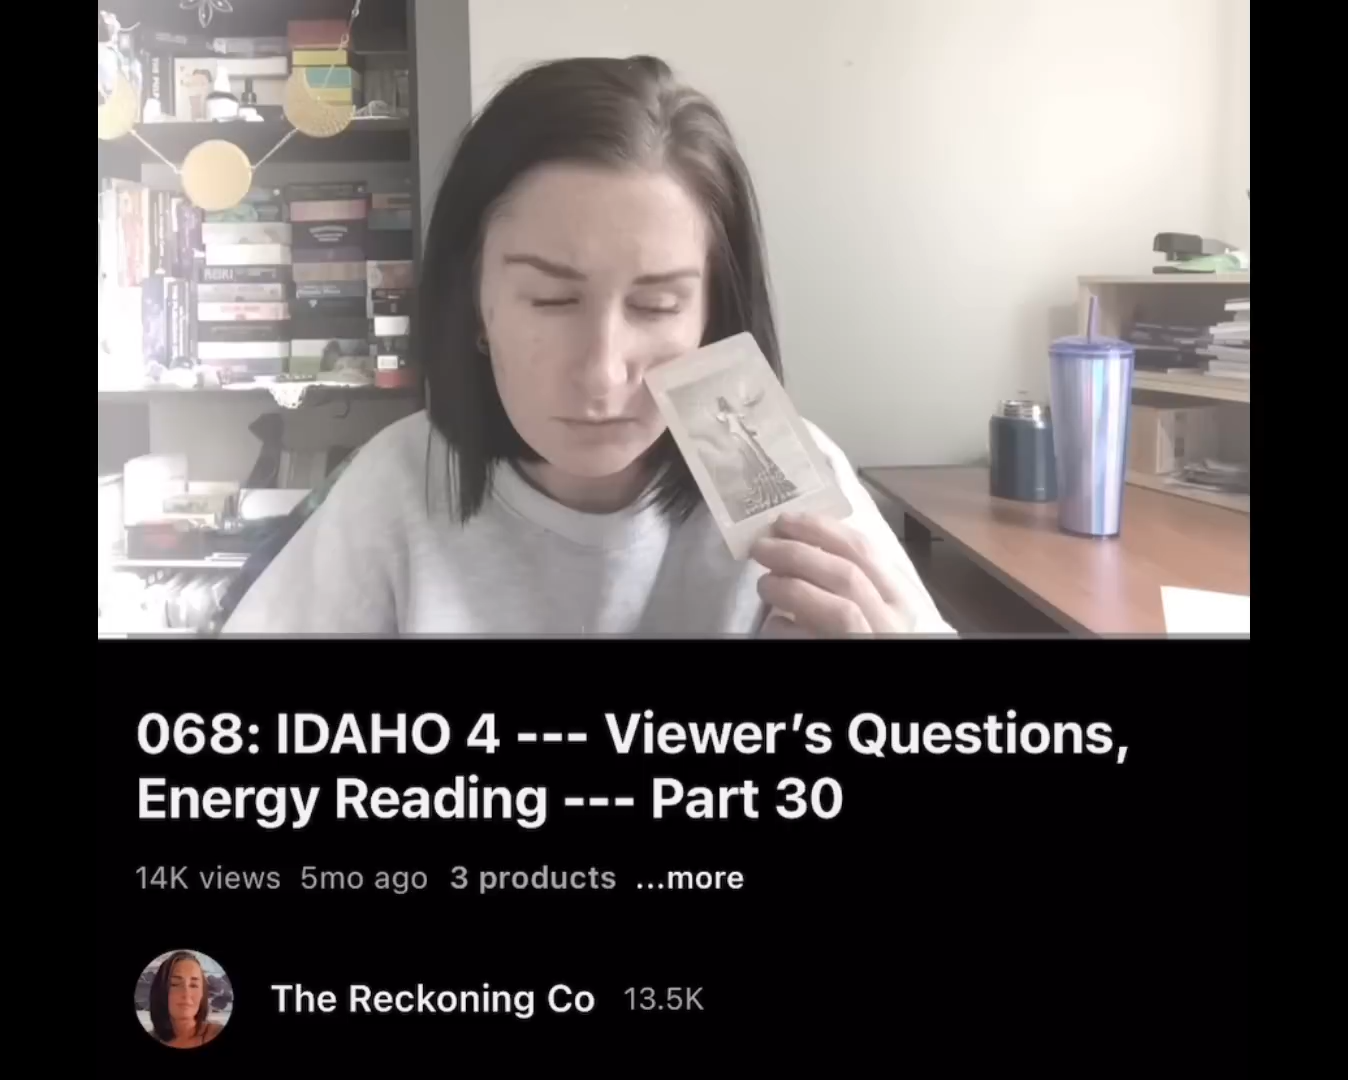 REIKI
068: IDAHO 4 --- Viewer’s Questions,
Energy Reading --- Part 30
14K views 5mo ago 3 products ...more
The Reckoning Co 13.5K